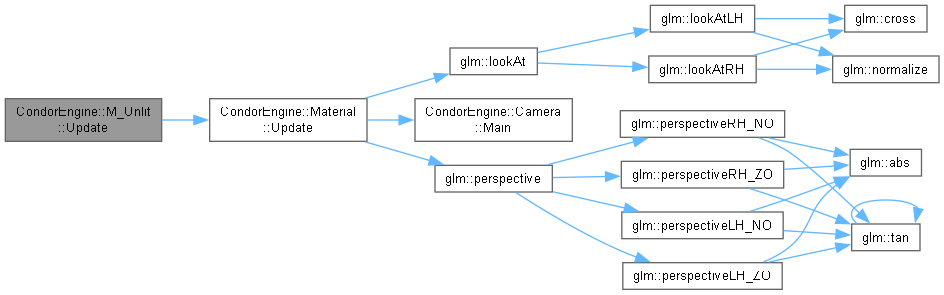 CondorEngine::M_Unlit
::Update
CondorEngine::Material
::Update
glm::lookAt
CondorEngine::Camera
::Main
glm::perspective
glm::lookAtLH
glm::lookAtRH
glm::cross
glm::normalize
glm::perspectiveRH_NO
glm::perspectiveRH_ZO
glm::perspectiveLH_NO
glm::perspectiveLH_ZO
glm::abs
glm::tan